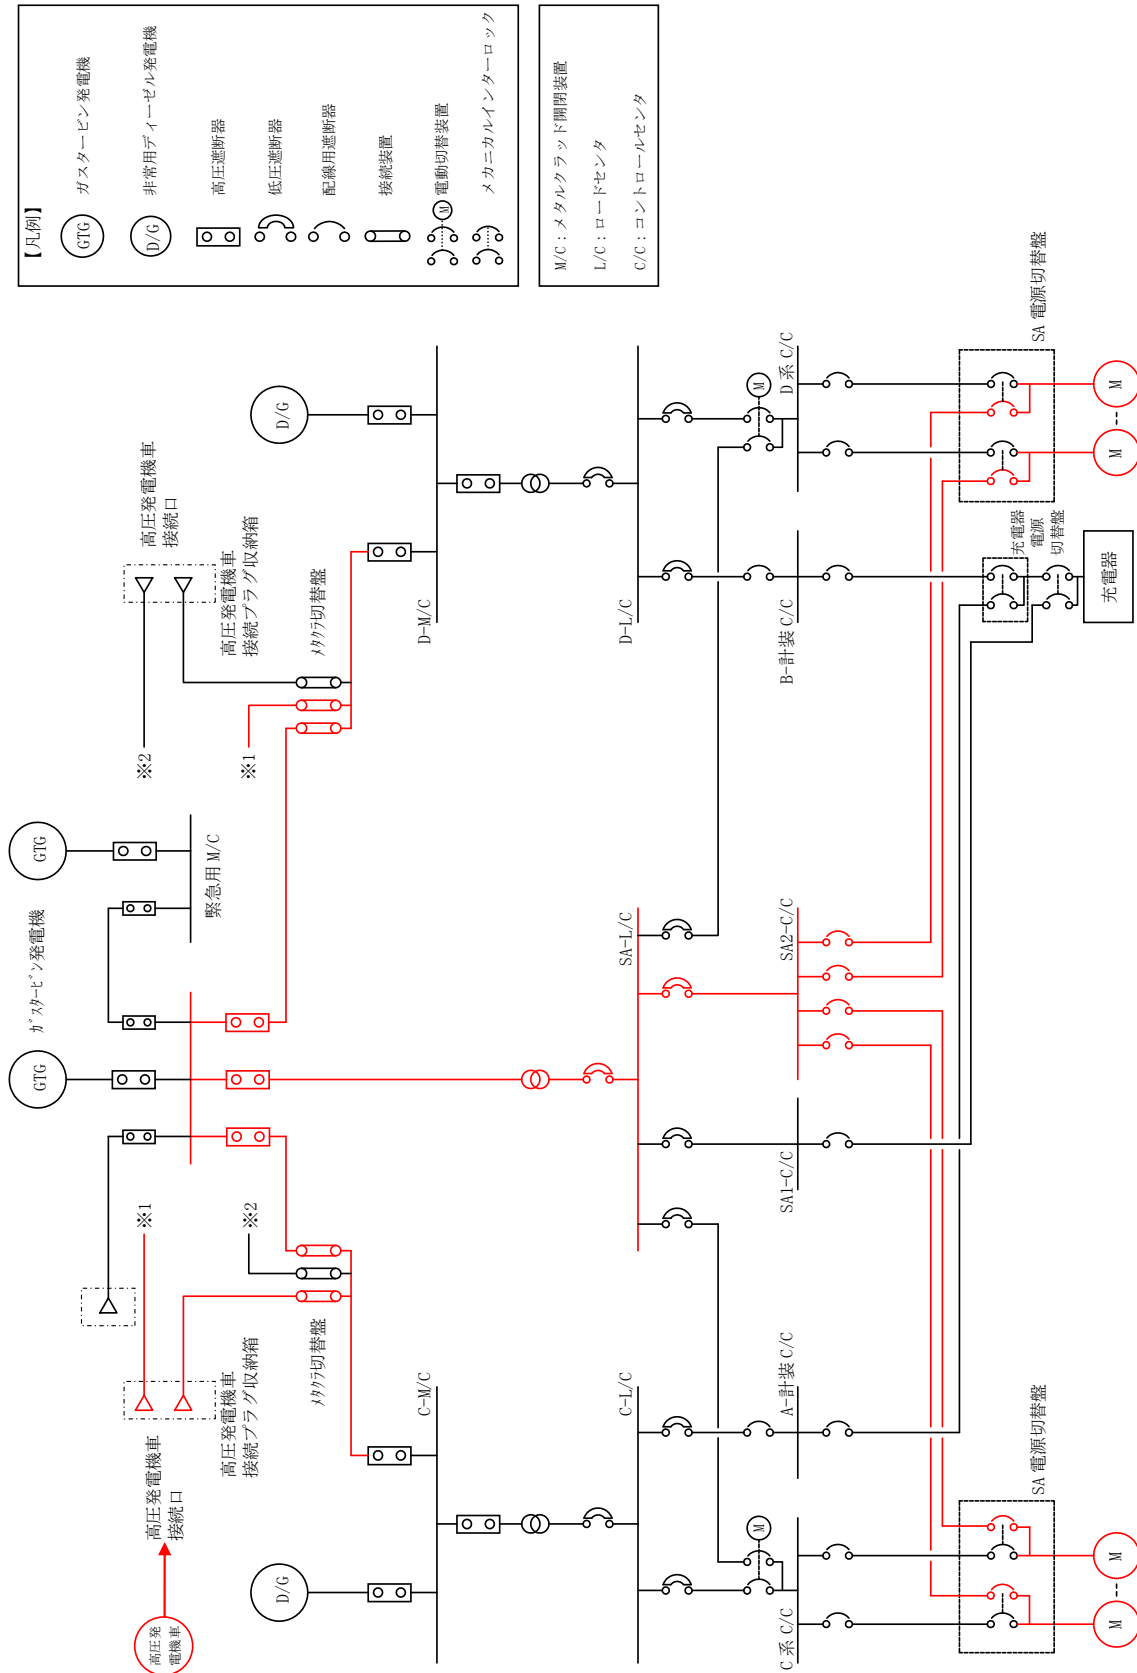 【凡例】
GTG ガスタービン発電機
D/G 非常用ディーゼル発電機
高圧遮断器
低圧遮断器
配線用遮断器
接続装置
M 電動切替装置
メカニカルインターロック
M/C：メタルクラッド開閉装置
L/C：ロードセンタ
C/C：コントロールセンタ
高圧発
電機車
高圧発電機車
接続口
高圧発電機車
接続プラグ収納箱
※1
※2
ﾒﾀｸﾗ切替盤
ｶﾞｽﾀｰﾋﾞﾝ発電機
GTG
GTG
緊急用 M/C
※2
※1
高圧発電機車
接続口
高圧発電機車
接続プラグ収納箱
ﾒﾀｸﾗ切替盤
D/G
D/G
C-M/C
D-M/C
C-L/C
SA-L/C
D-L/C
M
M
C 系 C/C
A-計装 C/C
SA1-C/C
SA2-C/C
B-計装 C/C
D 系 C/C
SA 電源切替盤
充電器
電源
切替盤
SA 電源切替盤
M
M
充電器
M
M